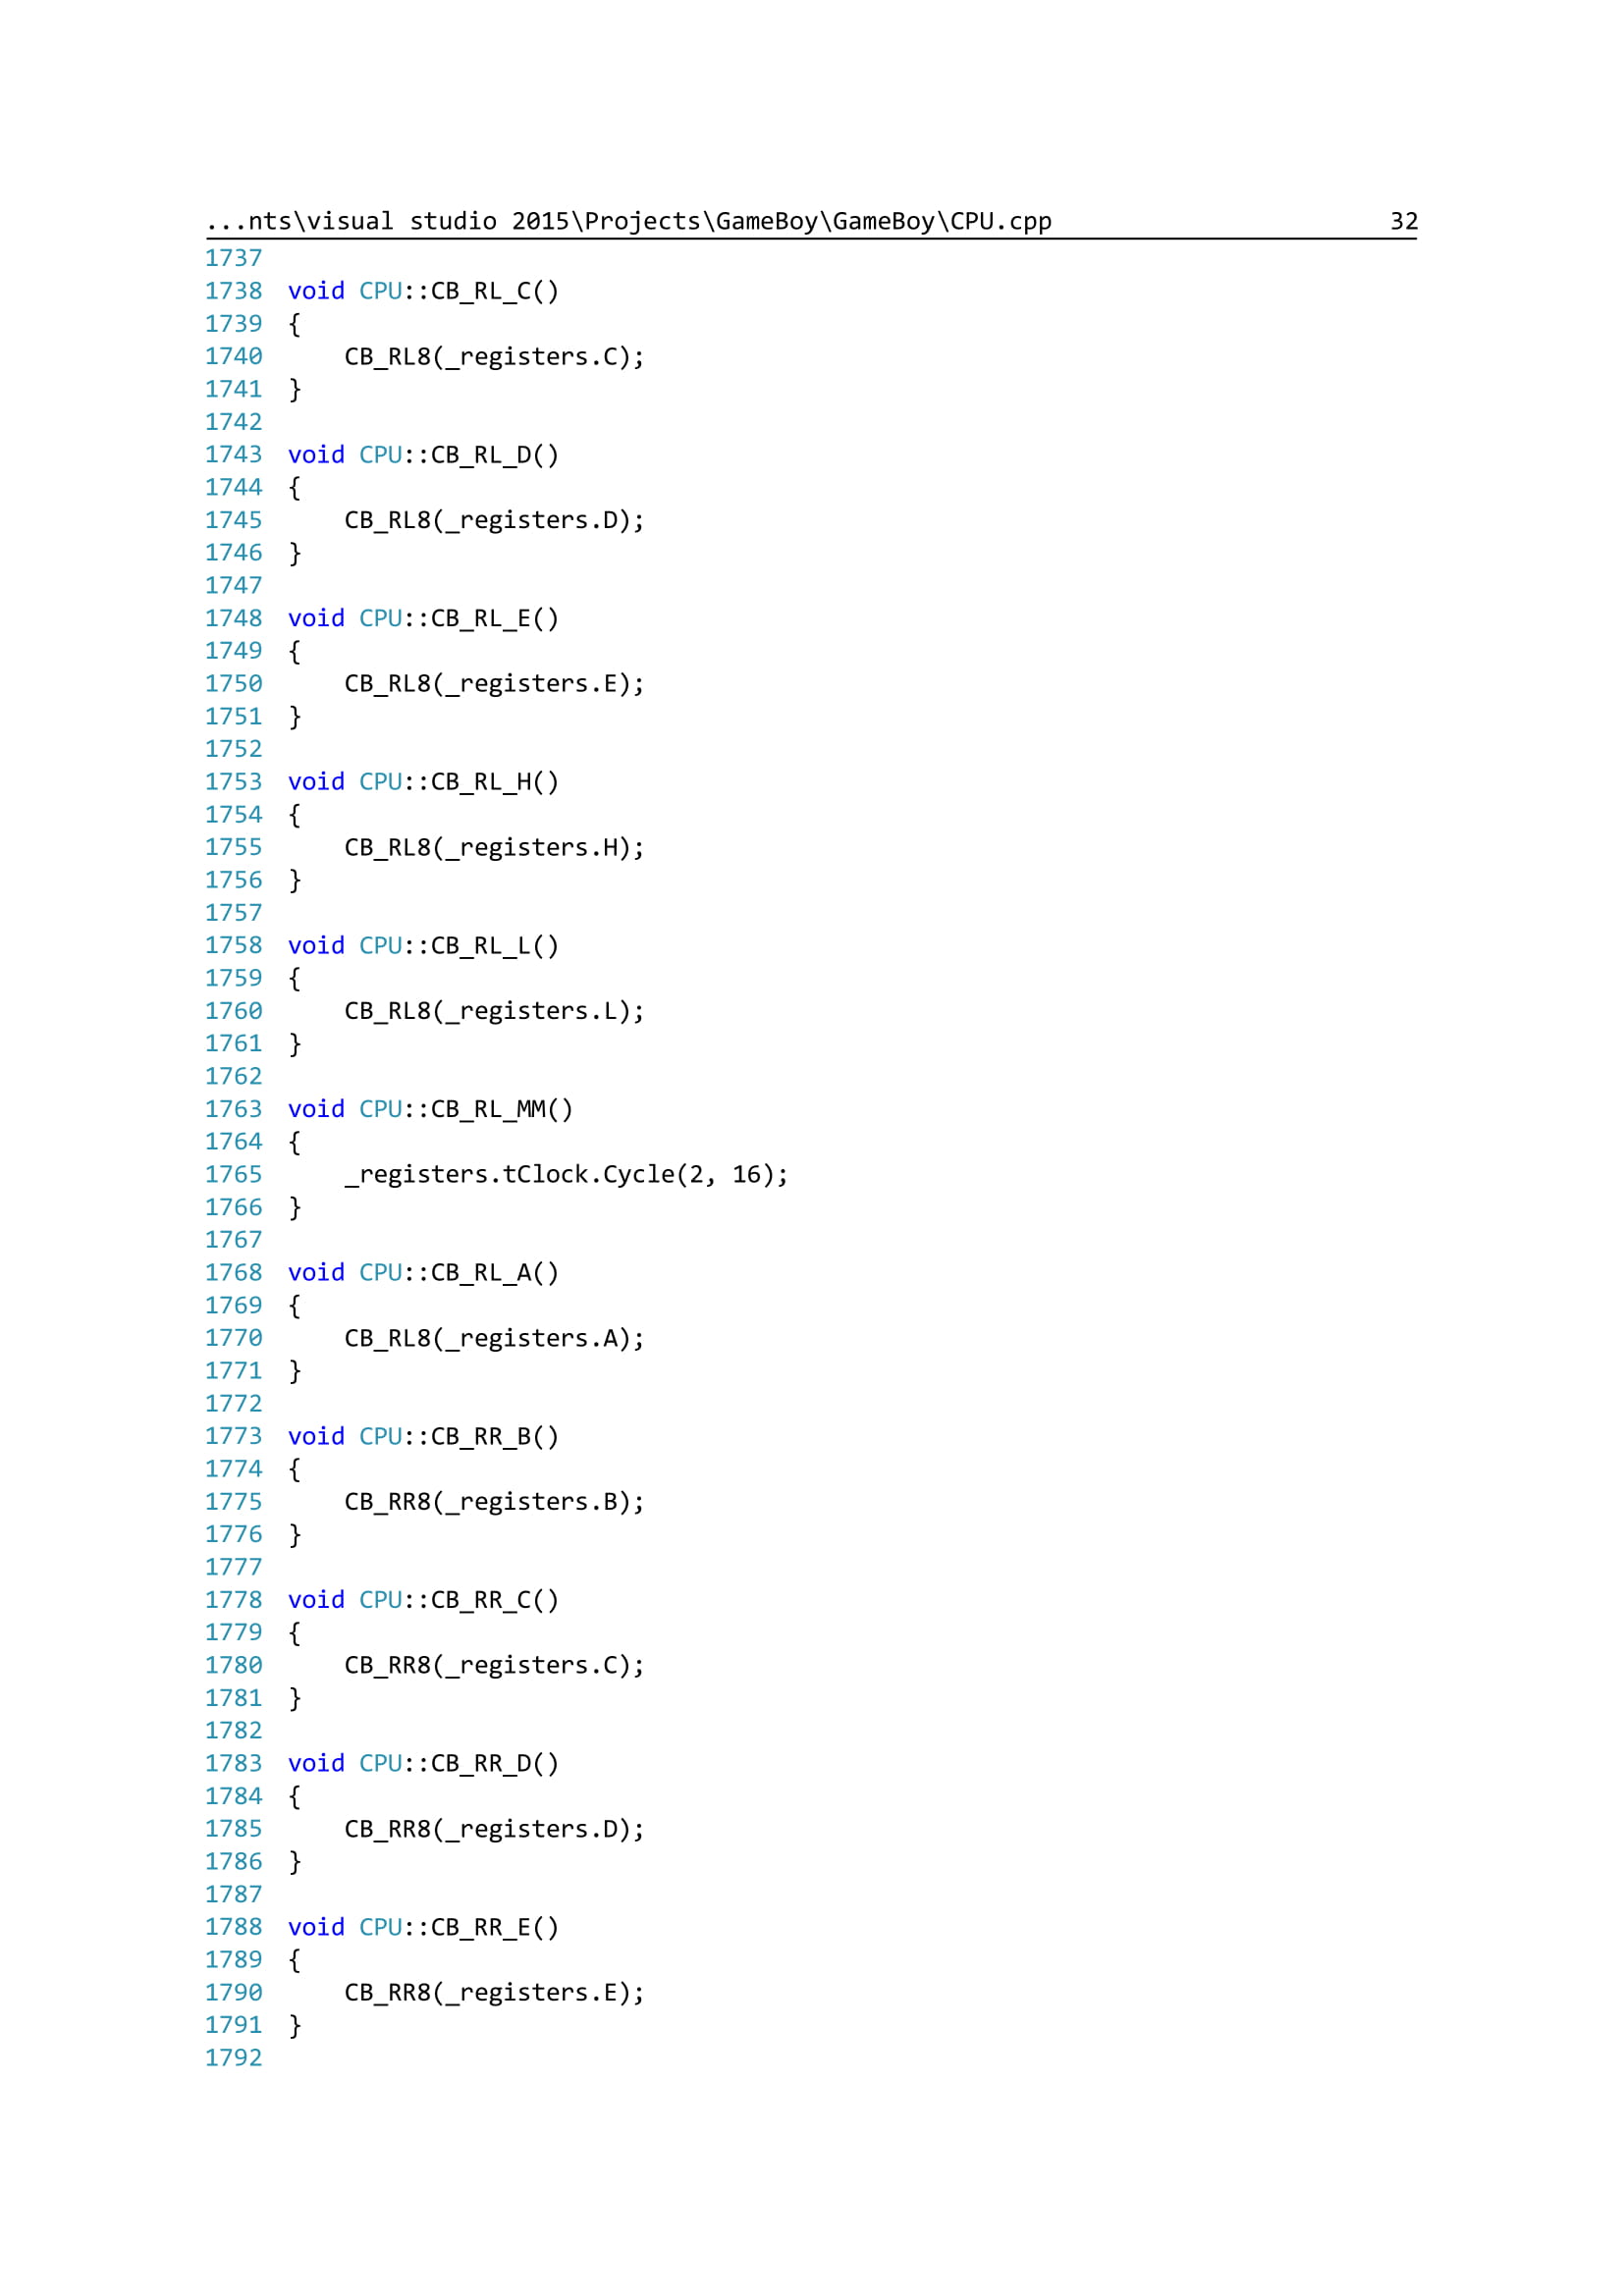 ...nts\visual studio 2015\Projects\GameBoy\GameBoy\CPU.cpp 32
1737
1738 void CPU::CB_RL_C()
1739 {
1740     CB_RL8(_registers.C);
1741 }
1742
1743 void CPU::CB_RL_D()
1744 {
1745     CB_RL8(_registers.D);
1746 }
1747
1748 void CPU::CB_RL_E()
1749 {
1750     CB_RL8(_registers.E);
1751 }
1752
1753 void CPU::CB_RL_H()
1754 {
1755     CB_RL8(_registers.H);
1756 }
1757
1758 void CPU::CB_RL_L()
1759 {
1760     CB_RL8(_registers.L);
1761 }
1762
1763 void CPU::CB_RL_MM()
1764 {
1765     _registers.tClock.Cycle(2, 16);
1766 }
1767
1768 void CPU::CB_RL_A()
1769 {
1770     CB_RL8(_registers.A);
1771 }
1772
1773 void CPU::CB_RR_B()
1774 {
1775     CB_RR8(_registers.B);
1776 }
1777
1778 void CPU::CB_RR_C()
1779 {
1780     CB_RR8(_registers.C);
1781 }
1782
1783 void CPU::CB_RR_D()
1784 {
1785     CB_RR8(_registers.D);
1786 }
1787
1788 void CPU::CB_RR_E()
1789 {
1790     CB_RR8(_registers.E);
1791 }
1792